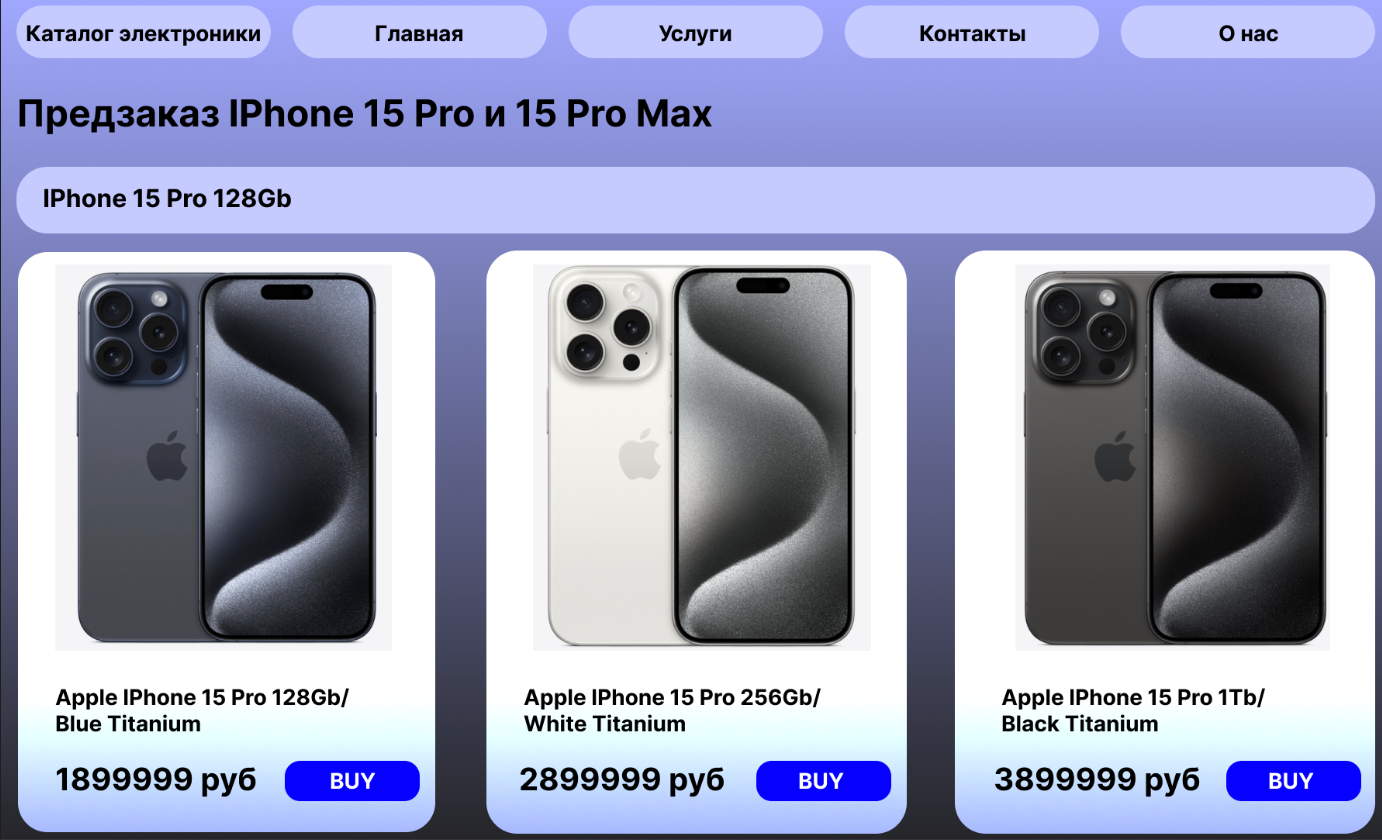 Каталог электроники
Главная
Услуги
Контакты
О нас
Предзаказ IPhone 15 Pro и 15 Pro Max
IPhone 15 Pro 128Gb
Apple IPhone 15 Pro 128Gb/
Blue Titanium
1899999 руб
BUY
Apple IPhone 15 Pro 256Gb/
White Titanium
2899999 руб
BUY
Apple IPhone 15 Pro 1Tb/
Black Titanium
3899999 руб
BUY